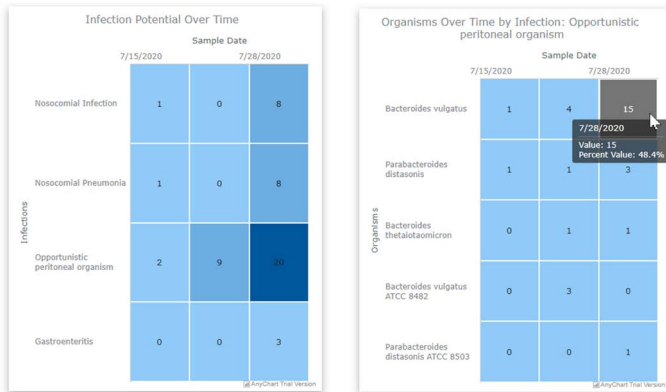 Infection Potential Over Time
Sample Date
7/15/2020 7/28/2020
Infections
Nosocomial Infection 1 0 8
Nosocomial Pneumonia 1 0 8
Opportunistic
peritoneal organism 2 9 20
Gastroenteritis 0 0 3
AnyChart Trial Version
Organisms Over Time by Infection: Opportunistic
peritoneal organism
Sample Date
7/15/2020 7/28/2020
Organisms
Bacteroides vulgatus 1 4 15
7/28/2020
Value: 15
Percent Value: 48.4%
Parabacteroides
distasonis 1 1 3
Bacteroides
thetaiotaomicron 0 1 1
Bacteroides vulgatus
ATCC 8482 0 3 0
Parabacteroides
distasonis ATCC 8503 0 0 1
AnyChart Trial Version